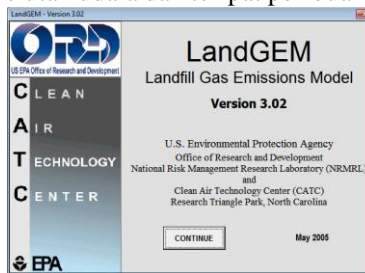 LandGEM - Version 3.02
ORD
US EPA Office of Research and Development
CLEAN
AIR
TECHNOLOGY
CENTER
EPA
LandGEM
Landfill Gas Emissions Model
Version 3.02
U.S. Environmental Protection Agency
Office of Research and Development
National Risk Management Research Laboratory (NRMRL)
and
Clean Air Technology Center (CATC)
Research Triangle Park, North Carolina
CONTINUE
May 2005